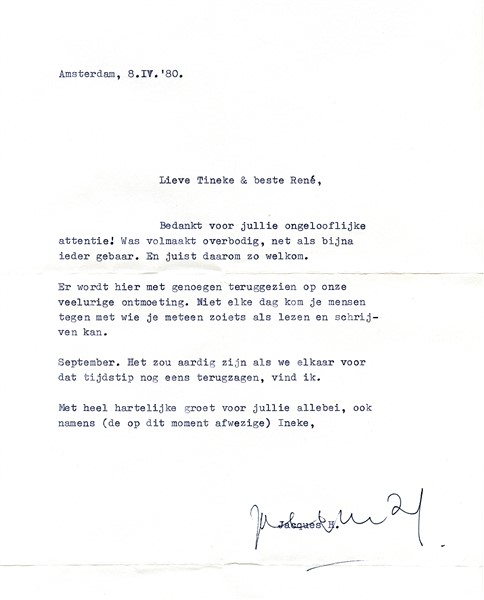 Amsterdam, 8.IV.'80.
Lieve Tineke & beste René,
Bedankt voor jullie ongelooflijke
attentie! Was volmaakt overbodig, net als bijna
ieder gebaar. En juist daarom zo welkom.
Er wordt hier met genoegen teruggezien op onze
veelurige ontmoeting. Niet elke dag kom je mensen
tegen met wie je meteen zoiets als lezen en schrij-
ven kan.
September. Het zou aardig zijn als we elkaar voor
dat tijdstip nog eens terugzagen, vind ik.
Met heel hartelijke groet voor jullie allebei, ook
namens (de op dit moment afwezige) Ineke,
Jacques H.